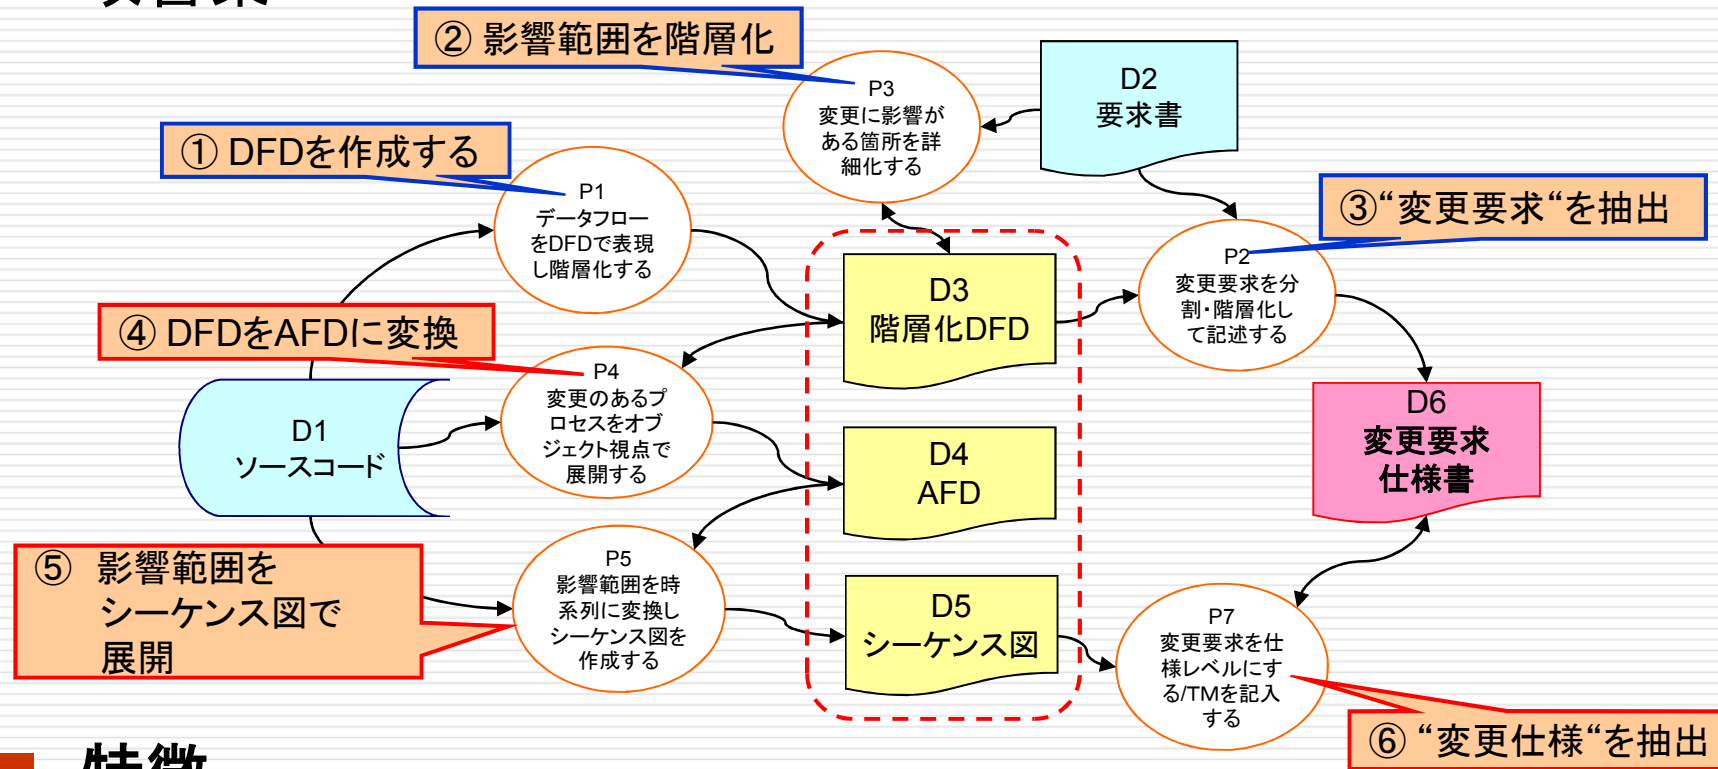 ② 影響範囲を階層化
P3
変更に影響が
ある箇所を詳
細化する
D2
要求書
① DFDを作成する
P1
データフロー
をDFDで表現
し階層化する
③“変更要求“を抽出
P2
変更要求を分
割・階層化し
て記述する
D3
階層化DFD
④ DFDをAFDに変換
P4
変更のあるプ
ロセスをオブ
ジェクト視点で
展開する
D1
ソースコード
D4
AFD
D6
変更要求
仕様書
⑤ 影響範囲を
シーケンス図で
展開
P5
影響範囲を時
系列に変換し
シーケンス図を
作成する
D5
シーケンス図
P7
変更要求を仕
様レベルにす
る/TMを記入
する
⑥ “変更仕様“を抽出
特徴